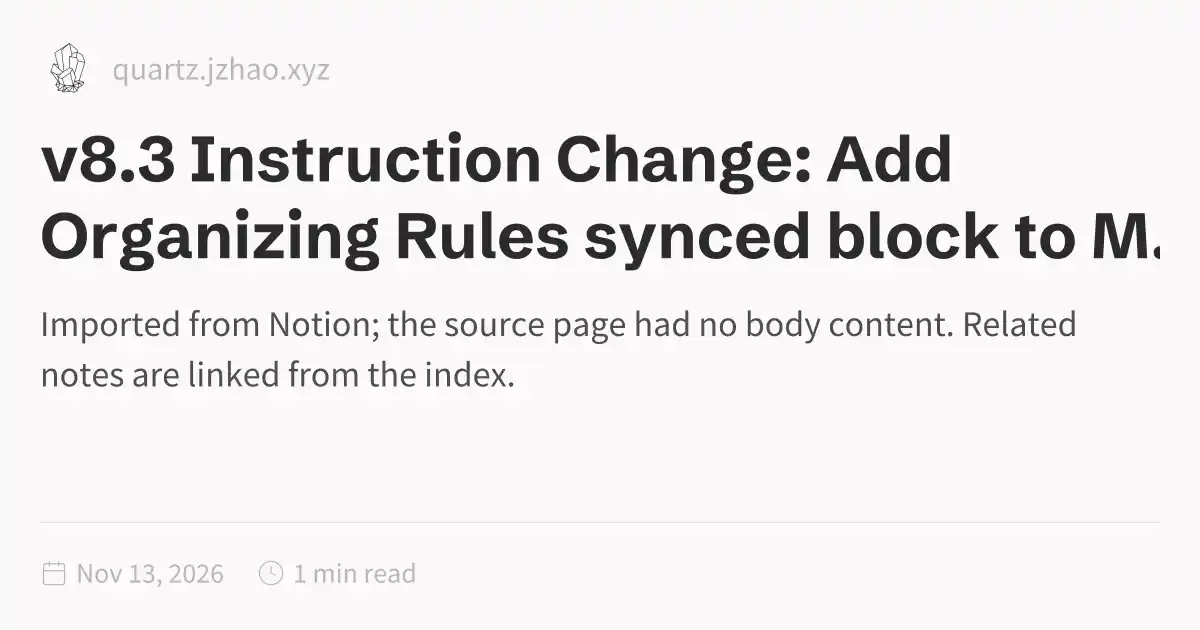 quartz.jzhao.xyz
v8.3 Instruction Change: Add
Organizing Rules synced block to M.
Imported from Notion; the source page had no body content. Related
notes are linked from the index.
Nov 13, 2026 1 min read